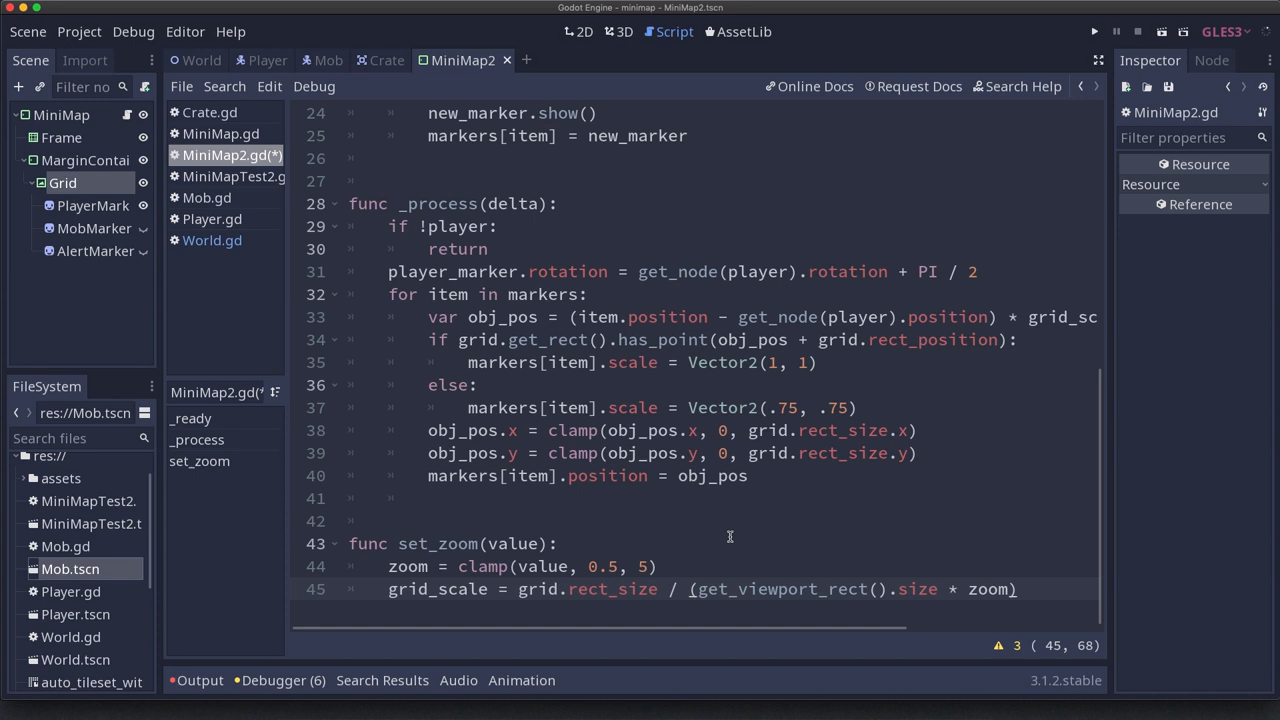 Godot Engine - minimap - MiniMap2.tscn
Scene Project Debug Editor Help
2D 3D Script AssetLib
GLES3
Scene Import
World Player Mob Crate MiniMap2
Inspector Node
Filter no
File Search Edit Debug
Online Docs Request Docs Search Help
MiniMap
Frame
MarginContai
Grid
PlayerMark
MobMarker
AlertMarker
Crate.gd
MiniMap.gd
MiniMap2.gd(*)
MiniMapTest2.g
Mob.gd
Player.gd
World.gd
MiniMap2.gd(*
_ready
_process
set_zoom
24 new_marker.show()
25 markers[item] = new_marker
26
27
28 func _process(delta):
29 if !player:
30 return
31 player_marker.rotation = get_node(player).rotation + PI / 2
32 for item in markers:
33 var obj_pos = (item.position - get_node(player).position) * grid_sc
34 if grid.get_rect().has_point(obj_pos + grid.rect_position):
35 markers[item].scale = Vector2(1, 1)
36 else:
37 markers[item].scale = Vector2(.75, .75)
38 obj_pos.x = clamp(obj_pos.x, 0, grid.rect_size.x)
39 obj_pos.y = clamp(obj_pos.y, 0, grid.rect_size.y)
40 markers[item].position = obj_pos
41
42
43 func set_zoom(value):
44 zoom = clamp(value, 0.5, 5)
45 grid_scale = grid.rect_size / (get_viewport_rect().size * zoom)
3 ( 45, 68)
MiniMap2.gd
Filter properties
Resource
Resource
Reference
FileSystem
res://Mob.tscn
Search files
res://
assets
MiniMapTest2.
MiniMapTest2.t
Mob.gd
Mob.tscn
Player.gd
Player.tscn
World.gd
World.tscn
auto_tileset_wit
Output Debugger (6) Search Results Audio Animation
3.1.2.stable